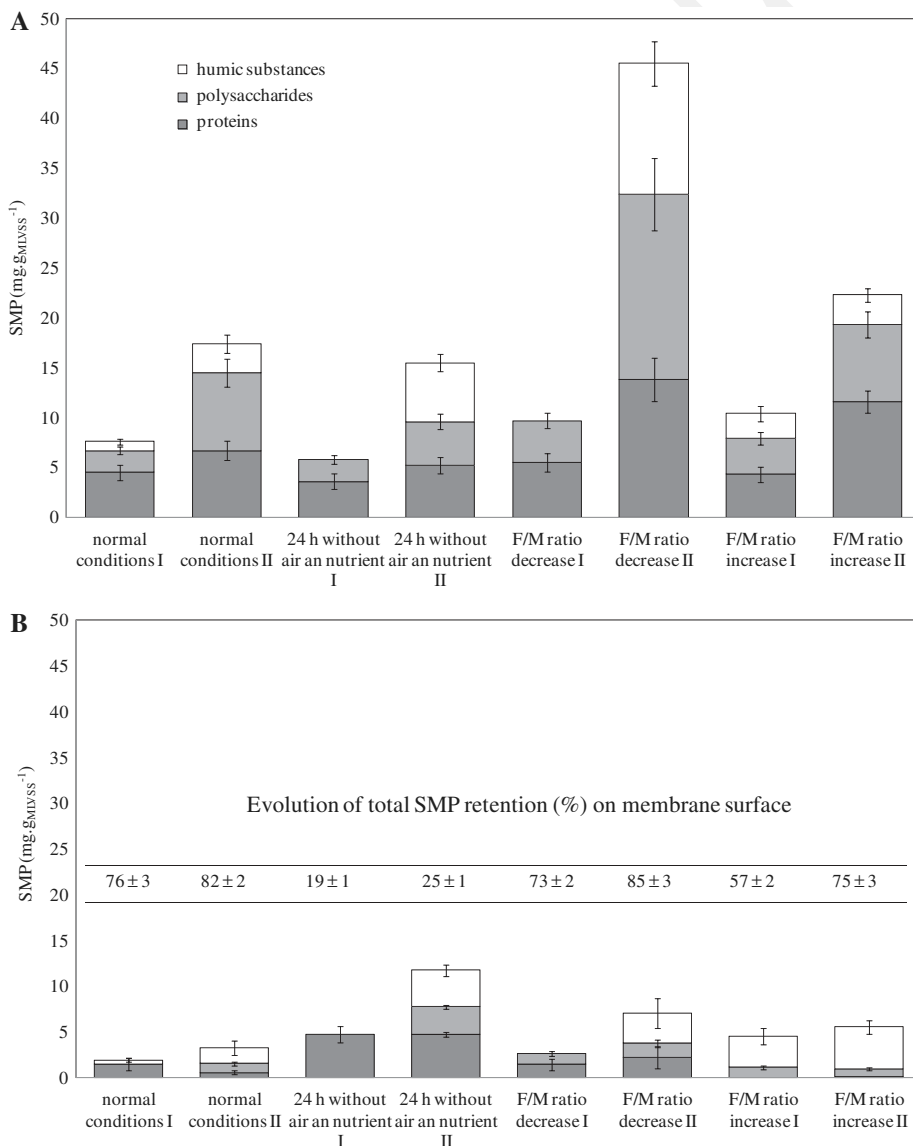 A
50
45
40
35
30
25
20
15
10
5
0
SMP (mg.gMLVSS-1)
humic substances
polysaccharides
proteins
normal conditions I
normal conditions II
24 h without air an nutrient I
24 h without air an nutrient II
F/M ratio decrease I
F/M ratio decrease II
F/M ratio increase I
F/M ratio increase II
B
50
45
40
35
30
25
20
15
10
5
0
SMP (mg.gMLVSS-1)
Evolution of total SMP retention (%) on membrane surface
76 ± 3 82 ± 2 19 ± 1 25 ± 1 73 ± 2 85 ± 3 57 ± 2 75 ± 3
normal conditions I
normal conditions II
24 h without air an nutrient I
24 h without air an nutrient II
F/M ratio decrease I
F/M ratio decrease II
F/M ratio increase I
F/M ratio increase II